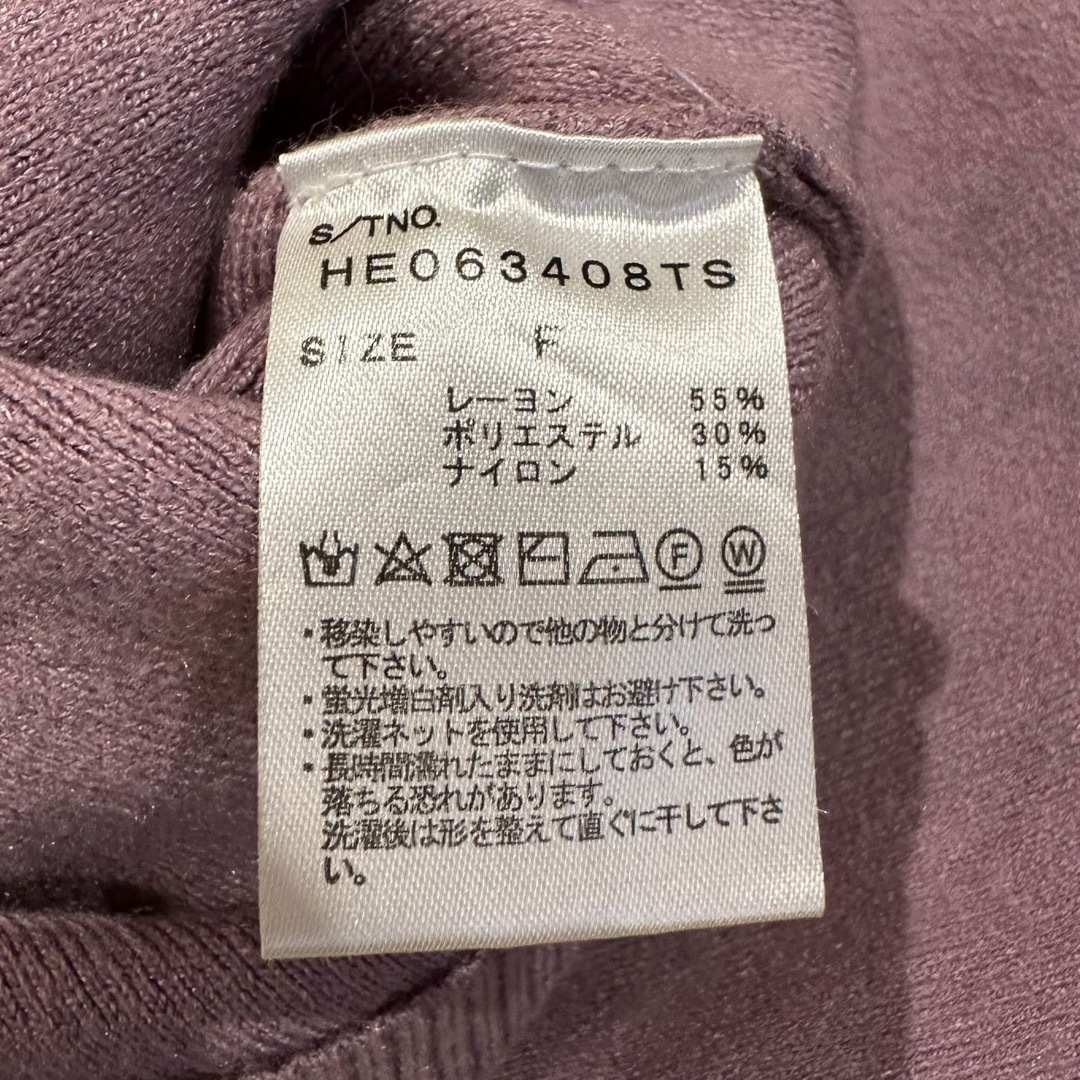 S/TNO.
HE063408TS
SIZE F
レーヨン 55%
ポリエステル 30%
ナイロン 15%
F W
・移染しやすいので他の物と分けて洗っ
て下さい。
・蛍光増白剤入り洗剤はお避け下さい。
・洗濯ネットを使用して下さい。
・長時間濡れたままにしておくと、色が
落ちる恐れがあります。
洗濯後は形を整えて直ぐに干して下さ
い。